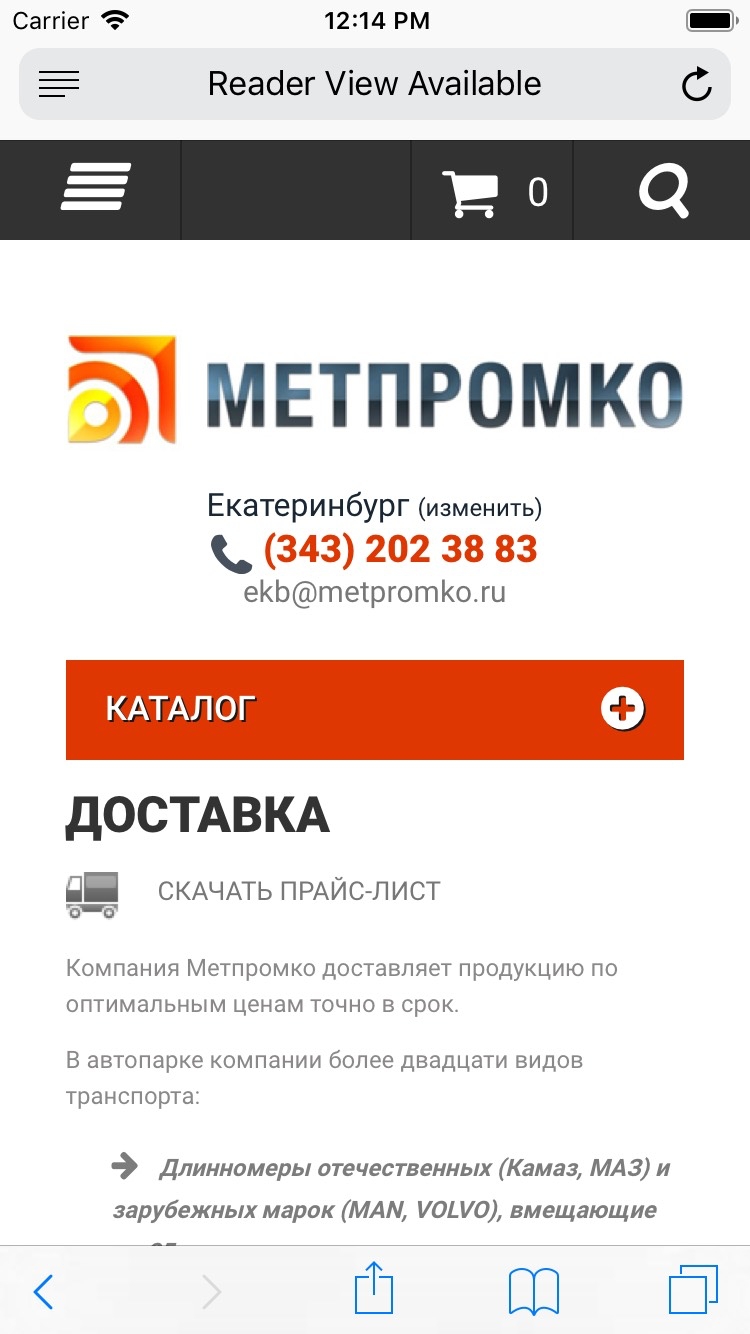 Carrier 12:14 PM
Reader View Available
0
МЕТПРОМКО
Екатеринбург (изменить)
(343) 202 38 83
ekb@metpromko.ru
КАТАЛОГ
ДОСТАВКА
СКАЧАТЬ ПРАЙС-ЛИСТ
Компания Метпромко доставляет продукцию по
оптимальным ценам точно в срок.
В автопарке компании более двадцати видов
транспорта:
Длинномеры отечественных (Камаз, МАЗ) и
зарубежных марок (MAN, VOLVO), вмещающие